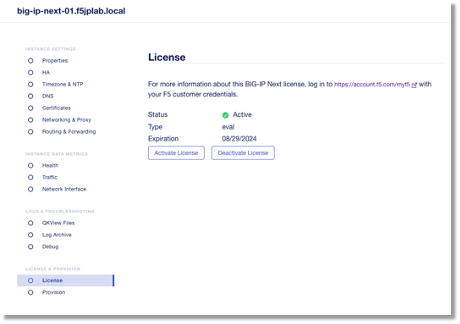 big-ip-next-01.f5jplab.local
INSTANCE SETTINGS
Properties
HA
Timezone & NTP
DNS
Certificates
Networking & Proxy
Routing & Forwarding
INSTANCE DATA METRICS
Health
Traffic
Network Interface
LOGS & TROUBLESHOOTING
QKView Files
Log Archive
Debug
LICENSE & PROVISION
License
Provision
License
For more information about this BIG-IP Next license, log in to https://account.f5.com/myf5 with
your F5 customer credentials.
Status Active
Type eval
Expiration 08/29/2024
Activate License Deactivate License